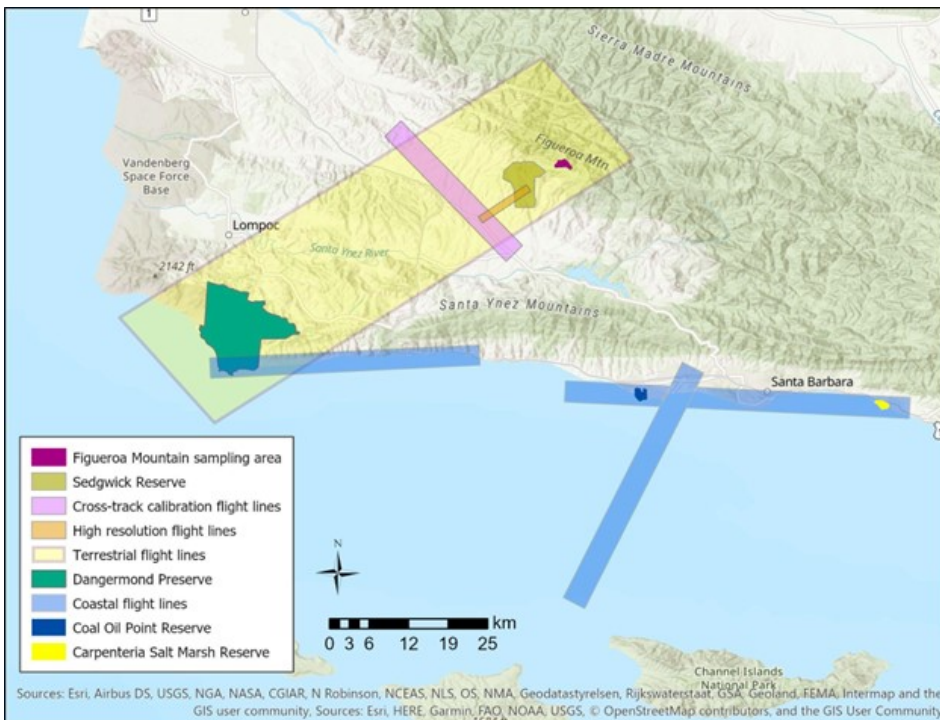 1
Sierra Madre Mountains
Figueroa Mtn
Vandenberg
Space Force
Base
Lompoc
Santa Ynez River
2142 ft
Santa Ynez Mountains
Santa Barbara
Figueroa Mountain sampling area
Sedgwick Reserve
Cross-track calibration flight lines
High resolution flight lines
Terrestrial flight lines
Dangermond Preserve
Coastal flight lines
Coal Oil Point Reserve
Carpenteria Salt Marsh Reserve
N
km
0 3 6 12 19 25
Channel Islands
National Park
Sources: Esri, Airbus DS, USGS, NGA, NASA, CGIAR, N Robinson, NCEAS, NLS, OS, NMA, Geodatastyrelsen, Rijkswaterstaat, GSA, Geoland, FEMA, Intermap and the
GIS user community, Sources: Esri, HERE, Garmin, FAO, NOAA, USGS, © OpenStreetMap contributors, and the GIS User Community